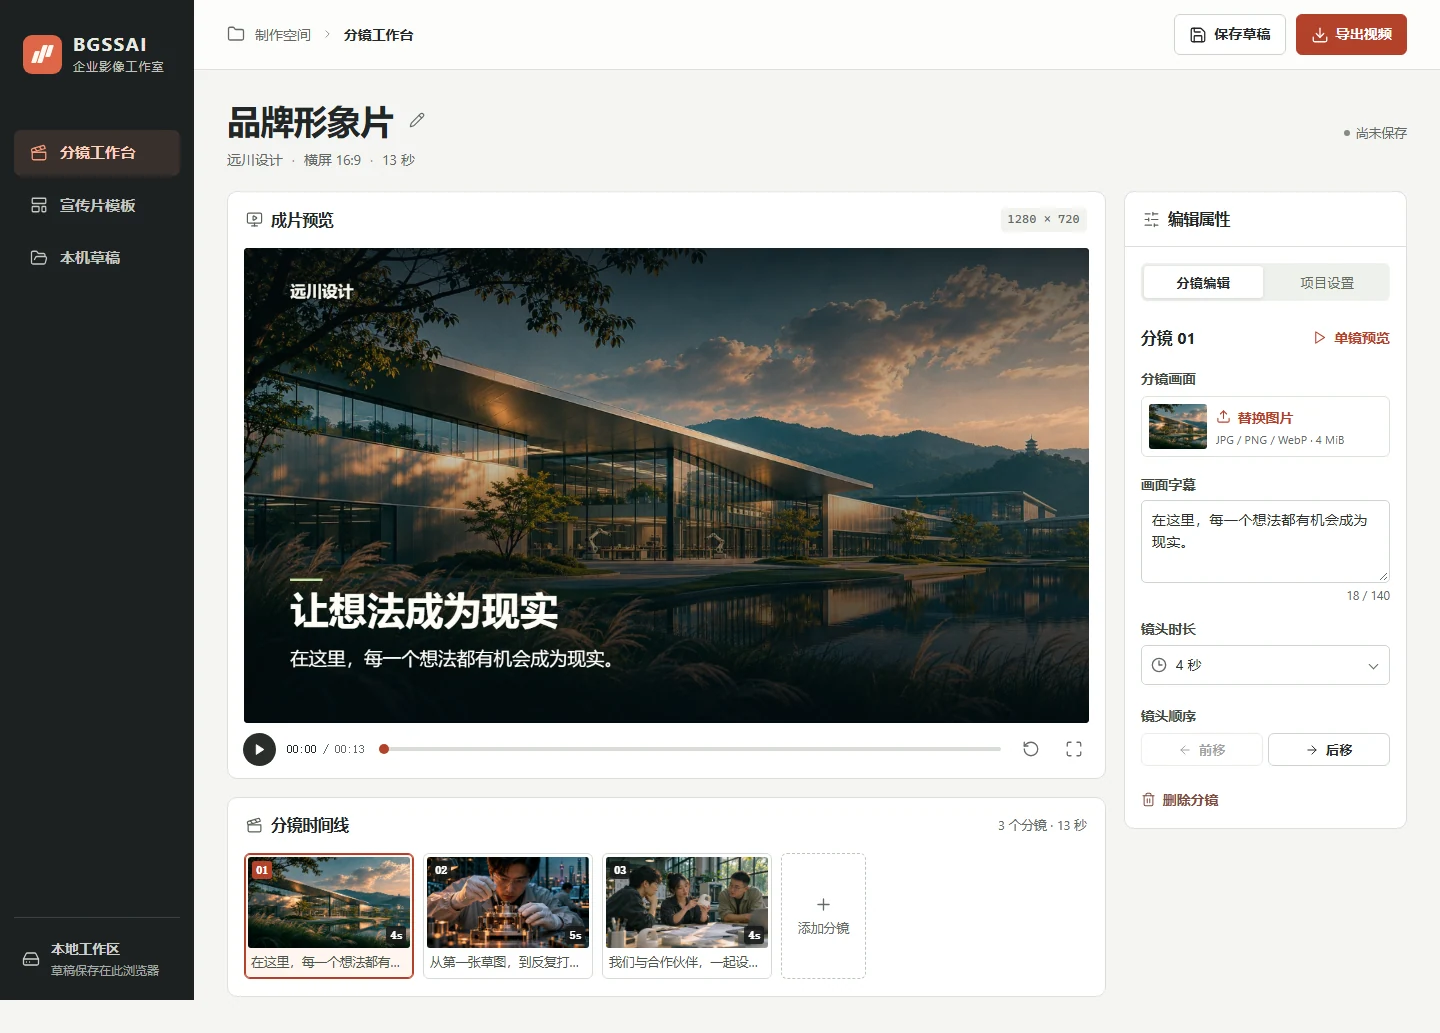 BGSSAI
企业影像工作室
分镜工作台
宣传片模板
本机草稿
本地工作区
草稿保存在此浏览器
制作空间 > 分镜工作台
保存草稿
导出视频
品牌形象片
远川设计 · 横屏 16:9 · 13 秒
尚未保存
成片预览
1280 × 720
远川设计
让想法成为现实
在这里，每一个想法都有机会成为现实。
00:00 / 00:13
分镜时间线
3 个分镜 · 13 秒
01
4s
在这里，每一个想法都有...
02
5s
从第一张草图，到反复打...
03
4s
我们与合作伙伴，一起设...
添加分镜
编辑属性
分镜编辑
项目设置
分镜 01
单镜预览
分镜画面
替换图片
JPG / PNG / WebP · 4 MiB
画面字幕
在这里，每一个想法都有机会成为
现实。
18 / 140
镜头时长
4 秒
镜头顺序
← 前移
→ 后移
删除分镜